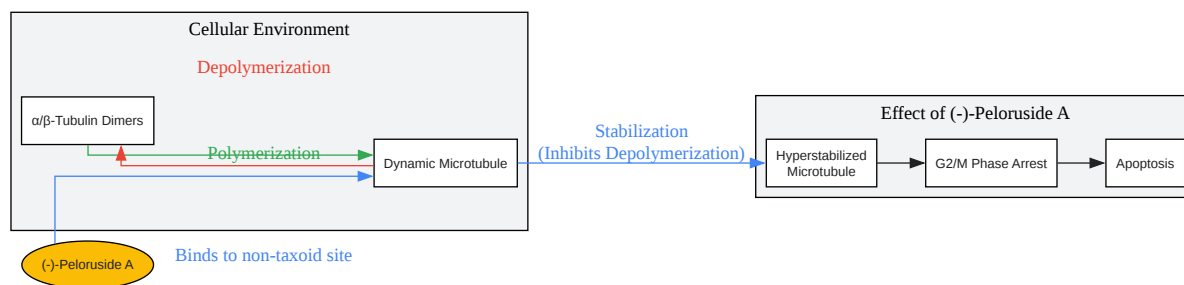 Cellular Environment
Depolymerization
α/β-Tubulin Dimers
Polymerization
Dynamic Microtubule
(-)-Peloruside A
Binds to non-taxoid site
Stabilization
(Inhibits Depolymerization)
Effect of (-)-Peloruside A
Hyperstabilized
Microtubule
G2/M Phase Arrest
Apoptosis